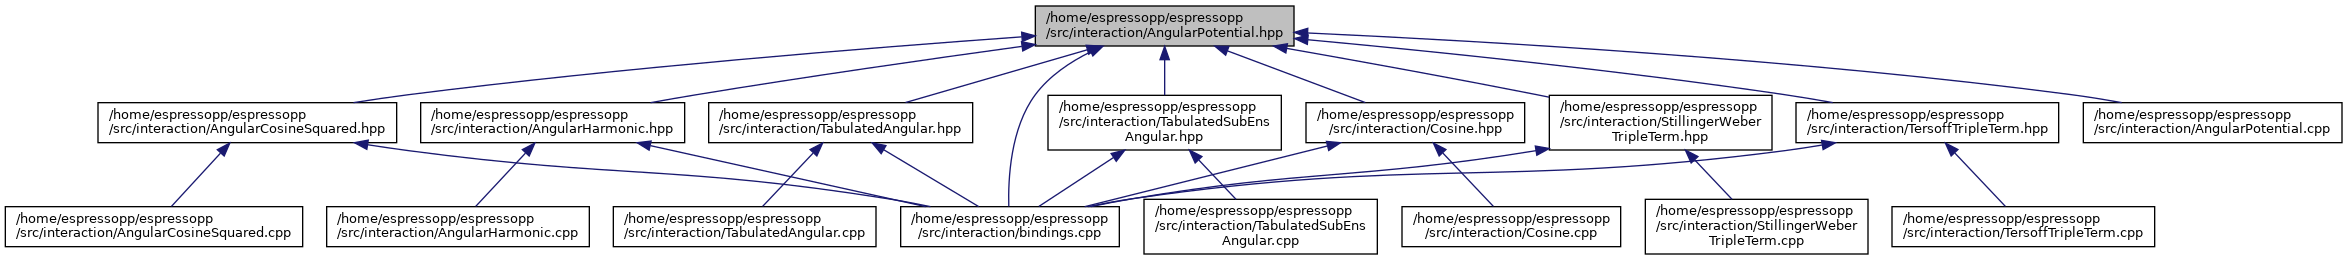 /home/espressopp/espressopp
/src/interaction/AngularPotential.hpp
/home/espressopp/espressopp
/src/interaction/AngularCosineSquared.hpp
/home/espressopp/espressopp
/src/interaction/AngularHarmonic.hpp
/home/espressopp/espressopp
/src/interaction/TabulatedAngular.hpp
/home/espressopp/espressopp
/src/interaction/TabulatedSubEns
Angular.hpp
/home/espressopp/espressopp
/src/interaction/Cosine.hpp
/home/espressopp/espressopp
/src/interaction/StillingerWeber
TripleTerm.hpp
/home/espressopp/espressopp
/src/interaction/TersoffTripleTerm.hpp
/home/espressopp/espressopp
/src/interaction/AngularPotential.cpp
/home/espressopp/espressopp
/src/interaction/AngularCosineSquared.cpp
/home/espressopp/espressopp
/src/interaction/AngularHarmonic.cpp
/home/espressopp/espressopp
/src/interaction/TabulatedAngular.cpp
/home/espressopp/espressopp
/src/interaction/bindings.cpp
/home/espressopp/espressopp
/src/interaction/TabulatedSubEns
Angular.cpp
/home/espressopp/espressopp
/src/interaction/Cosine.cpp
/home/espressopp/espressopp
/src/interaction/StillingerWeber
TripleTerm.cpp
/home/espressopp/espressopp
/src/interaction/TersoffTripleTerm.cpp